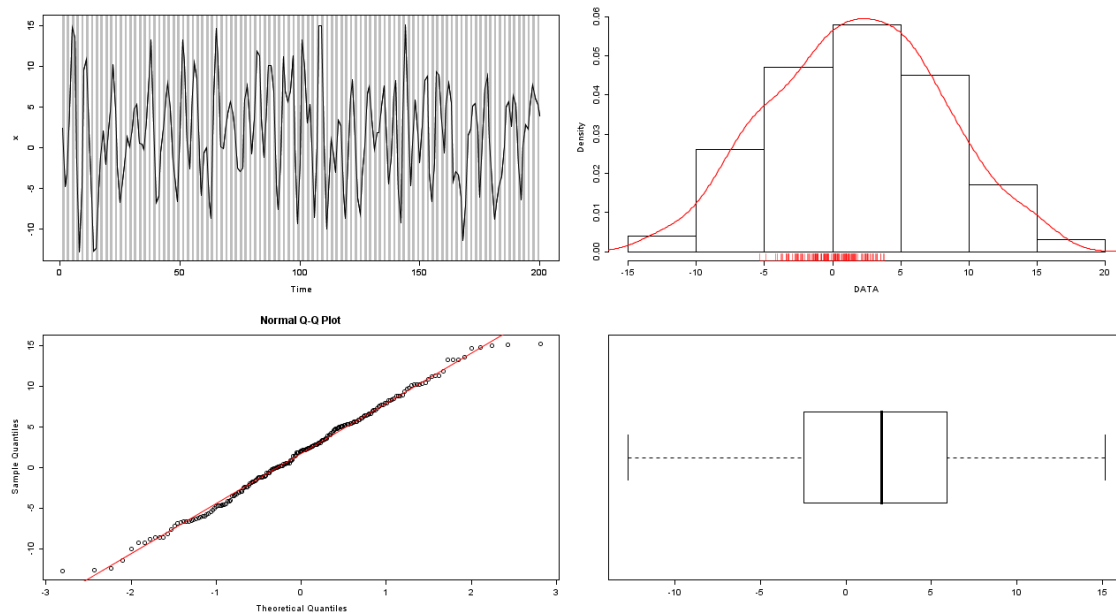 x
-10 -5 0 5 10 15
0 50 100 150 200
Time
Density
0.00 0.01 0.02 0.03 0.04 0.05 0.06
-15 -10 -5 0 5 10 15 20
DATA
Normal Q-Q Plot
Sample Quantiles
-10 -5 0 5 10 15
-3 -2 -1 0 1 2 3
Theoretical Quantiles
-10 -5 0 5 10 15